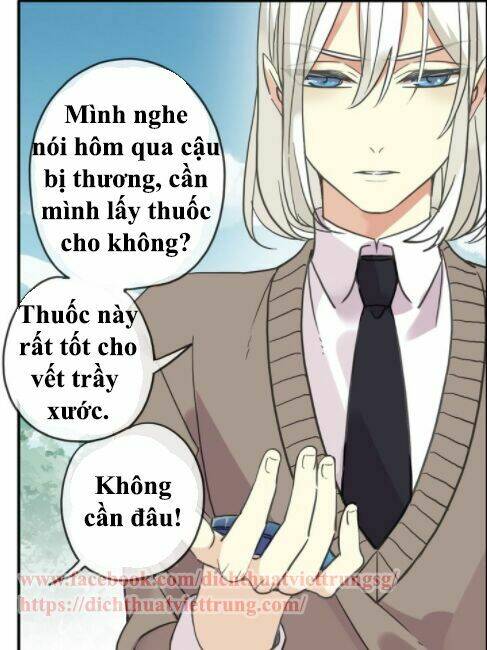 Mình nghe
nói hôm qua cậu
bị thương, cần
mình lấy thuốc
cho không?
Thuốc này
rất tốt cho
vết trầy
xước.
Không
cần đâu!
www.facebook.com/dichthuatviettrungsg/
https://dichthuatviettrung.com/